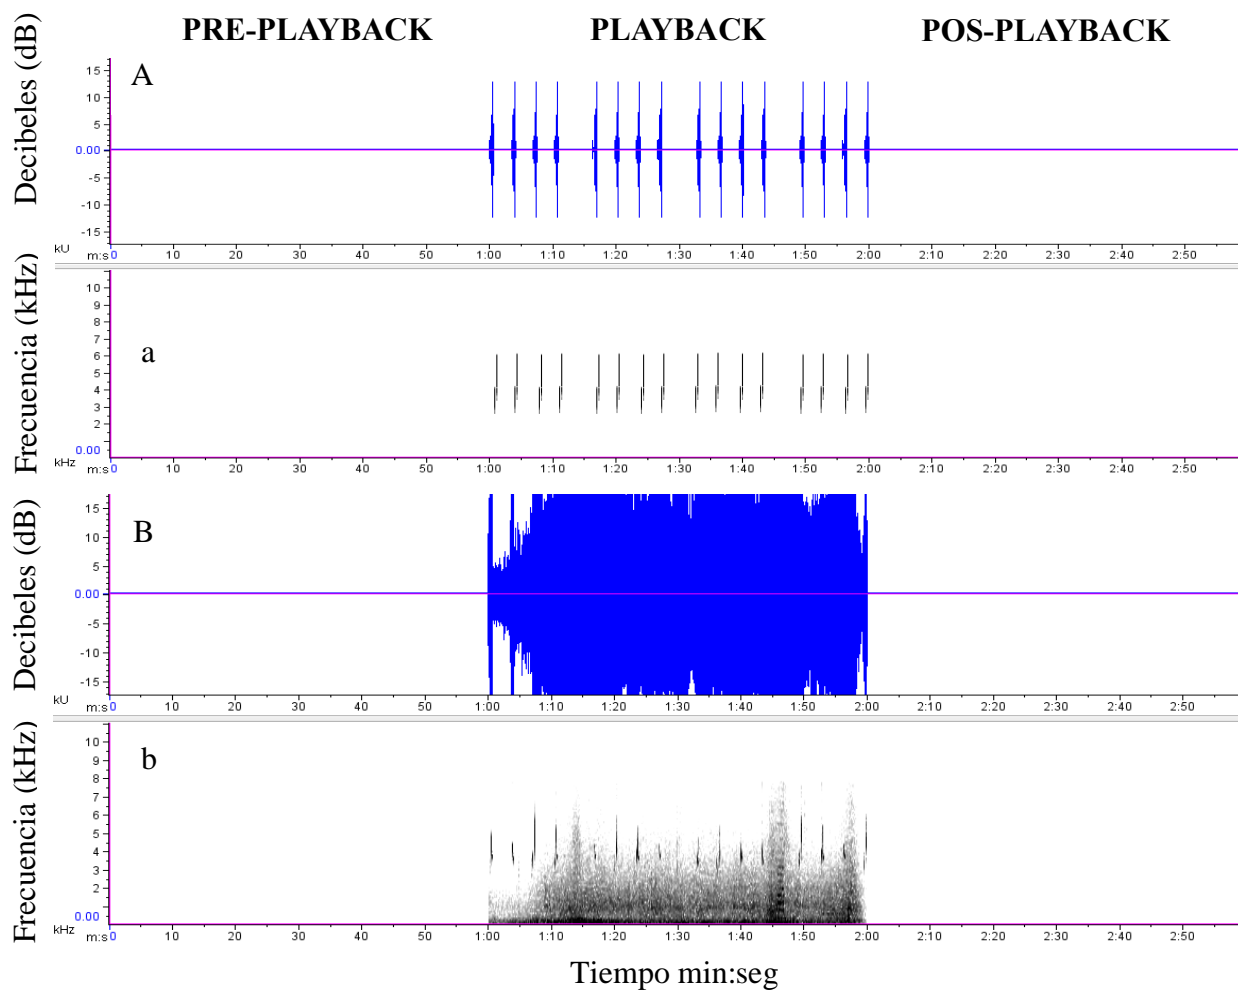 PRE-PLAYBACK PLAYBACK POS-PLAYBACK
Decibeles (dB)
A
15
10
5
0.00
-5
-10
-15
kU
m:s 0 10 20 30 40 50 1:00 1:10 1:20 1:30 1:40 1:50 2:00 2:10 2:20 2:30 2:40 2:50
Frecuencia (kHz)
a
10
9
8
7
6
5
4
3
2
0.00
kHz
m:s 0 10 20 30 40 50 1:00 1:10 1:20 1:30 1:40 1:50 2:00 2:10 2:20 2:30 2:40 2:50
Decibeles (dB)
B
15
10
5
0.00
-5
-10
-15
kU
m:s 0 10 20 30 40 50 1:00 1:10 1:20 1:30 1:40 1:50 2:00 2:10 2:20 2:30 2:40 2:50
Frecuencia (kHz)
b
10
9
8
7
6
5
4
3
2
0.00
kHz
m:s 0 10 20 30 40 50 1:00 1:10 1:20 1:30 1:40 1:50 2:00 2:10 2:20 2:30 2:40 2:50
Tiempo min:seg